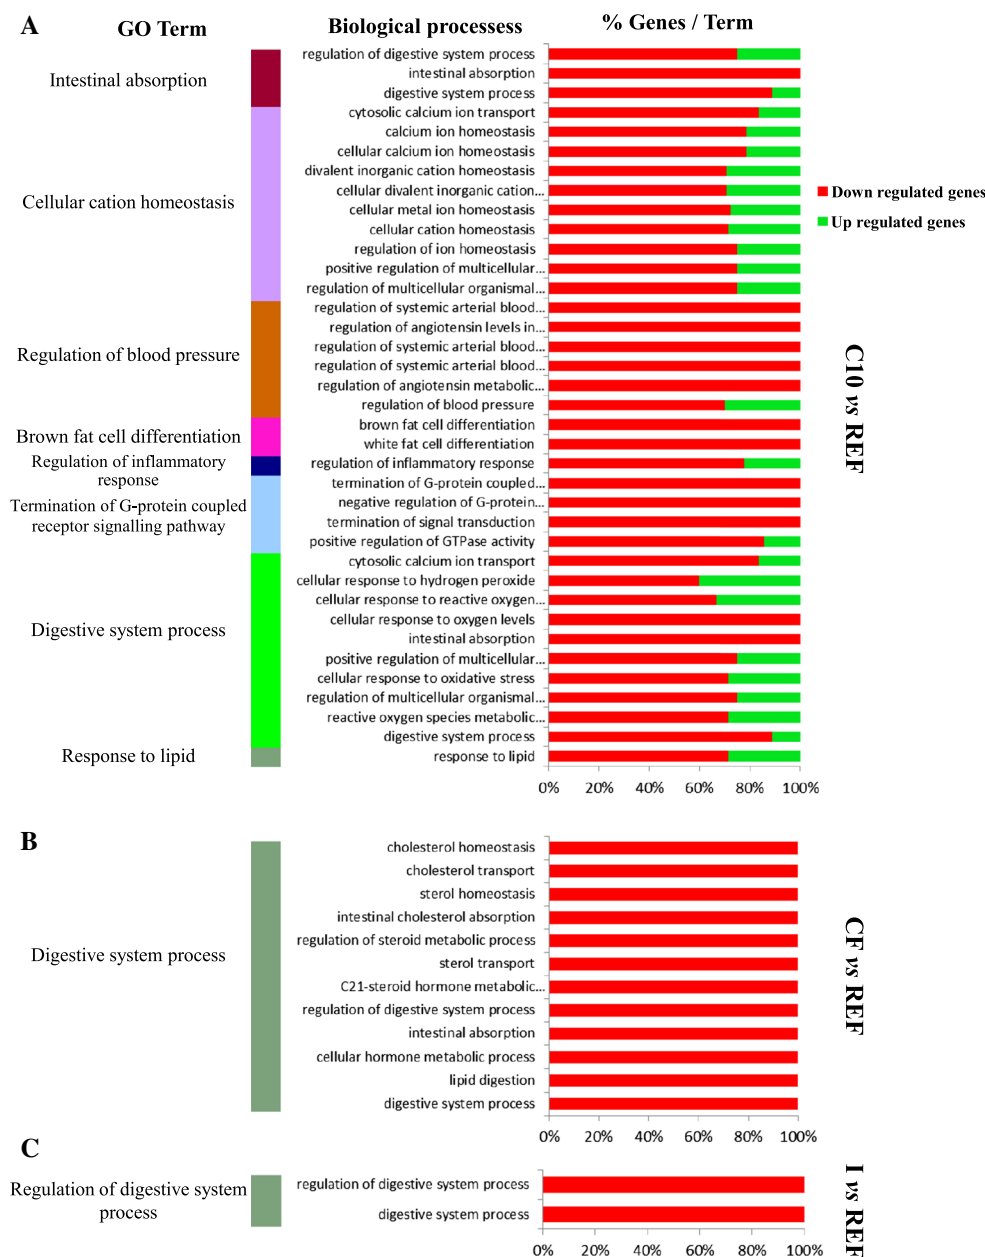 A
GO Term
Biological processess
% Genes / Term
Intestinal absorption
Cellular cation homeostasis
Regulation of blood pressure
Brown fat cell differentiation
Regulation of inflammatory
response
Termination of G-protein coupled
receptor signalling pathway
Digestive system process
Response to lipid
regulation of digestive system process
intestinal absorption
digestive system process
cytosolic calcium ion transport
calcium ion homeostasis
cellular calcium ion homeostasis
divalent inorganic cation homeostasis
cellular divalent inorganic cation...
cellular metal ion homeostasis
cellular cation homeostasis
regulation of ion homeostasis
positive regulation of multicellular...
regulation of multicellular organismal...
regulation of systemic arterial blood...
regulation of angiotensin levels in...
regulation of systemic arterial blood...
regulation of systemic arterial blood...
regulation of angiotensin metabolic...
regulation of blood pressure
brown fat cell differentiation
white fat cell differentiation
regulation of inflammatory response
termination of G-protein coupled...
negative regulation of G-protein...
termination of signal transduction
positive regulation of GTPase activity
cytosolic calcium ion transport
cellular response to hydrogen peroxide
cellular response to reactive oxygen...
cellular response to oxygen levels
intestinal absorption
positive regulation of multicellular...
cellular response to oxidative stress
regulation of multicellular organismal...
reactive oxygen species metabolic...
digestive system process
response to lipid
0% 20% 40% 60% 80% 100%
Down regulated genes
Up regulated genes
C10 vs REF
B
Digestive system process
cholesterol homeostasis
cholesterol transport
sterol homeostasis
intestinal cholesterol absorption
regulation of steroid metabolic process
sterol transport
C21-steroid hormone metabolic...
regulation of digestive system process
intestinal absorption
cellular hormone metabolic process
lipid digestion
digestive system process
0% 20% 40% 60% 80% 100%
CF vs REF
C
Regulation of digestive system
process
regulation of digestive system process
digestive system process
0% 20% 40% 60% 80% 100%
I vs REF